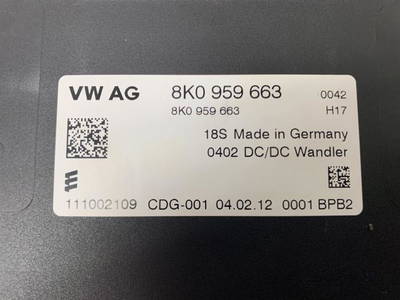 VW AG 8K0 959 663 0042
8K0 959 663 H17
18S Made in Germany
0402 DC/DC Wandler
111002109 CDG-001 04.02.12 0001 BPB2